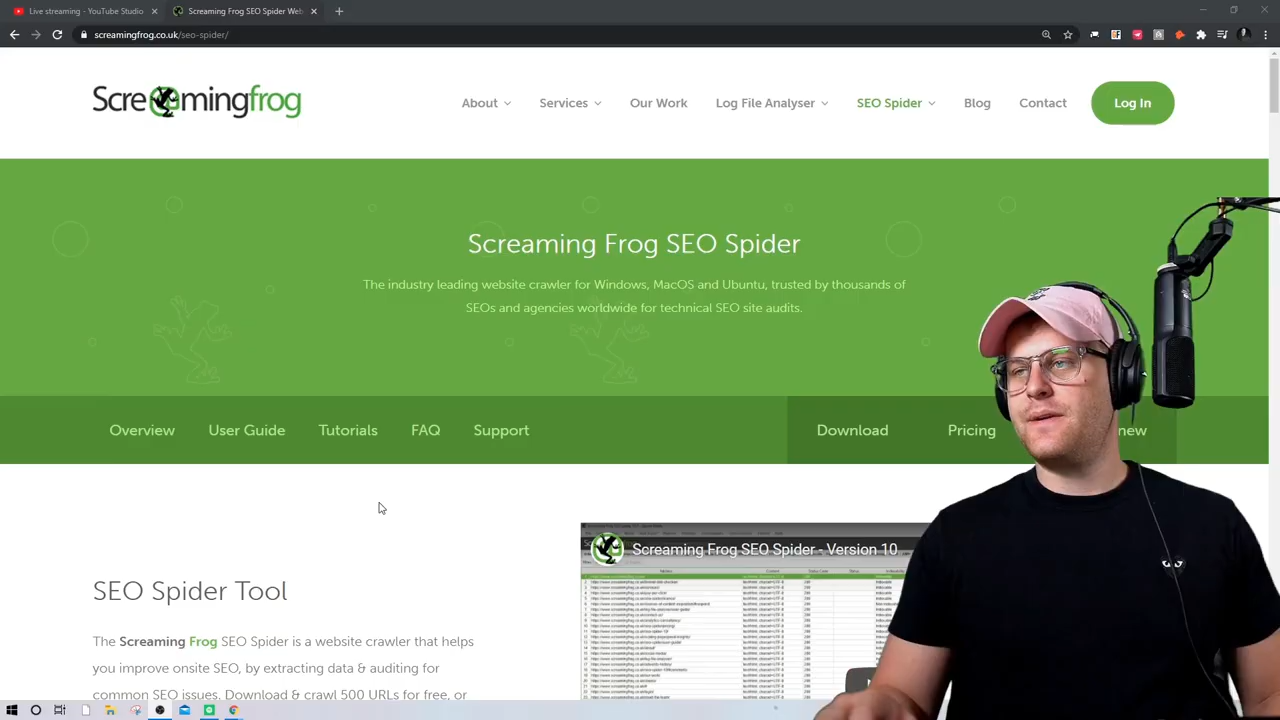 Live streaming - YouTube Studio
Screaming Frog SEO Spider Web
screamingfrog.co.uk/seo-spider/
Screamingfrog
About
Services
Our Work
Log File Analyser
SEO Spider
Blog
Contact
Log In
Screaming Frog SEO Spider
The industry leading website crawler for Windows, MacOS and Ubuntu, trusted by thousands of
SEOs and agencies worldwide for technical SEO site audits.
Overview
User Guide
Tutorials
FAQ
Support
Download
Pricing
new
Screaming Frog SEO Spider - Version 10
SEO Spider Tool
The Screaming Frog SEO Spider is a website crawler that helps
you improve onsite SEO, by extracting data & auditing for
common SEO issues. Download & crawl 500 URLs for free, or